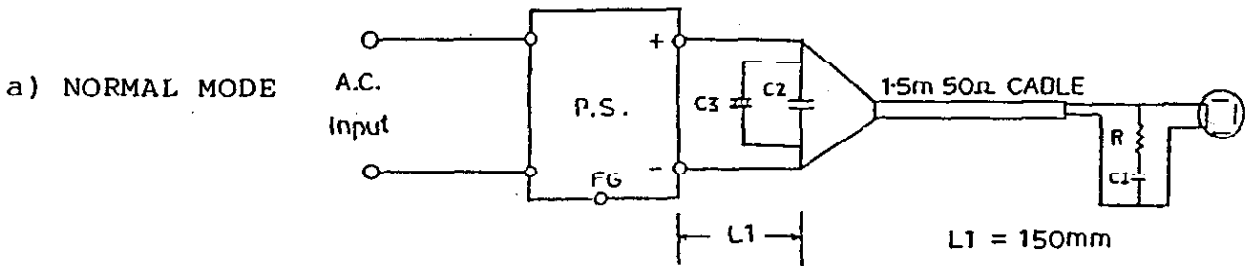 a) NORMAL MODE
A.C.
Input
P.S.
+
-
FG
C3
C2
1.5m 50Ω CABLE
R
C1
L1
L1 = 150mm